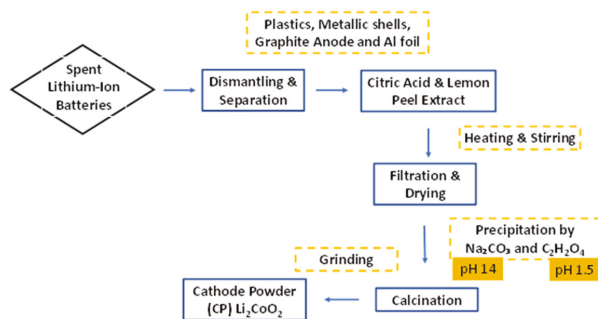 Plastics, Metallic shells,
Graphite Anode and Al foil
Spent
Lithium-Ion
Batteries
Dismantling &
Separation
Citric Acid & Lemon
Peel Extract
Heating & Stirring
Filtration &
Drying
Precipitation by
Na₂CO₃ and C₂H₂O₄
pH 14
pH 1.5
Grinding
Cathode Powder
(CP) Li₂CoO₂
Calcination